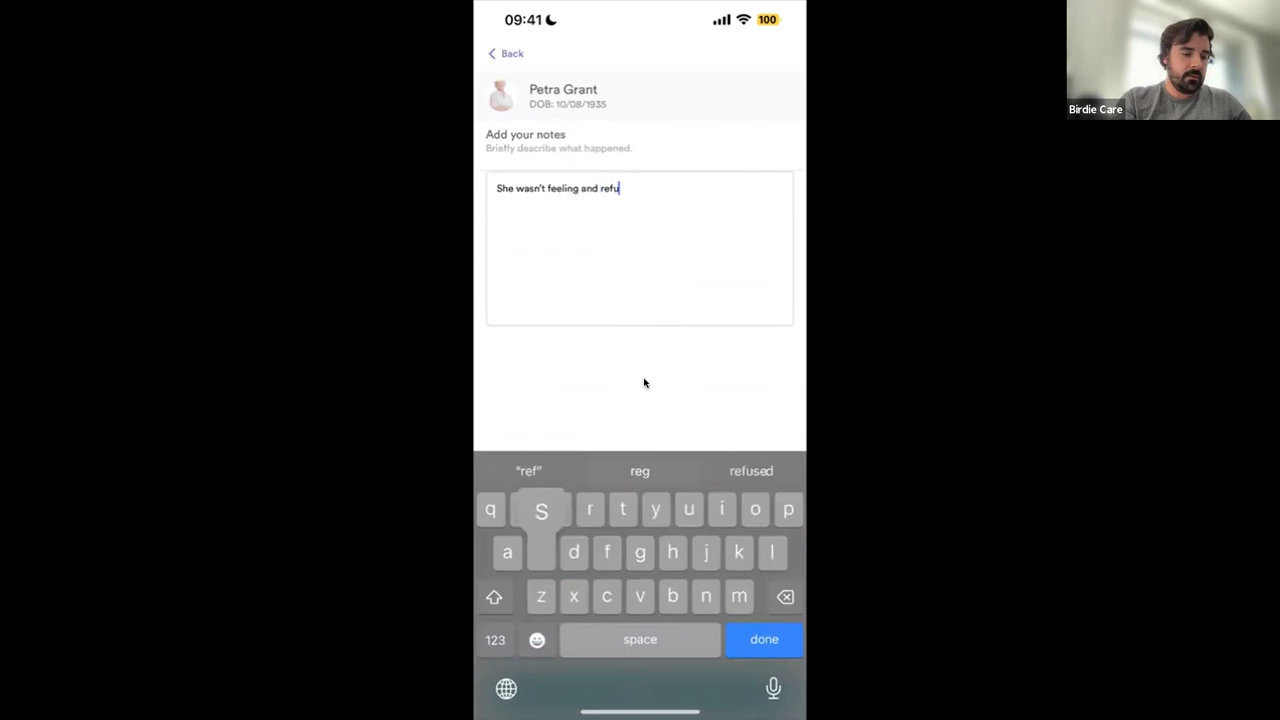 09:41
100
Back
Petra Grant
DOB: 10/08/1935
Add your notes
Briefly describe what happened.
She wasn't feeling and refu
"ref" reg refused
q S r t y u i o p
a d f g h j k l
z x c v b n m
123 space done
Birdie Care